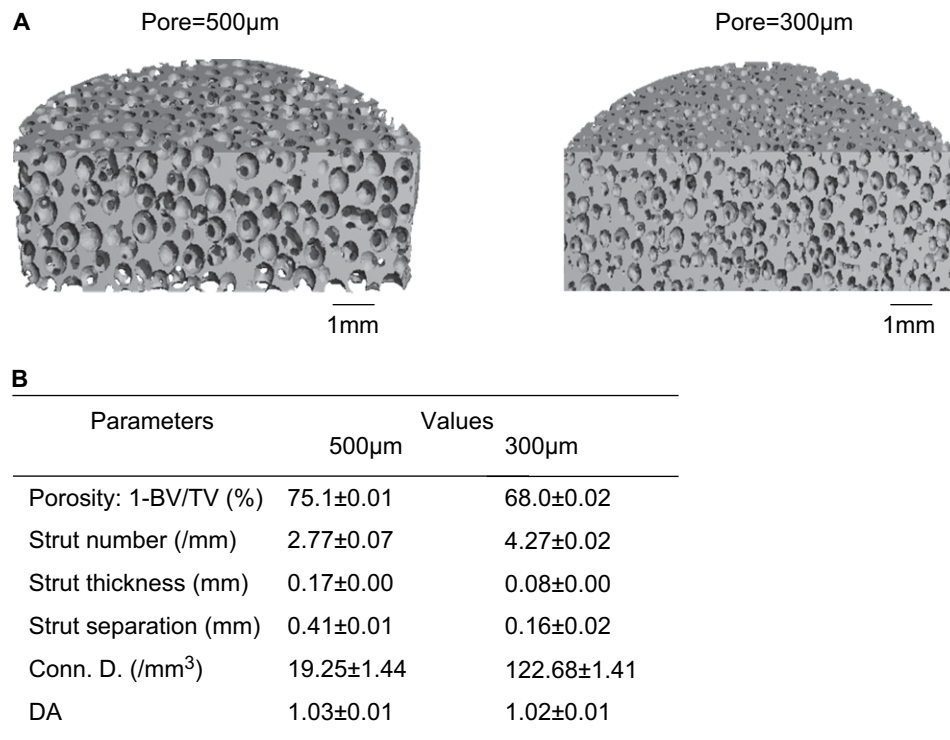 A
Pore=500µm
Pore=300µm
1mm
1mm
B
Parameters
Values
500µm
300µm
Porosity: 1-BV/TV (%) 75.1±0.01 68.0±0.02
Strut number (/mm) 2.77±0.07 4.27±0.02
Strut thickness (mm) 0.17±0.00 0.08±0.00
Strut separation (mm) 0.41±0.01 0.16±0.02
Conn. D. (/mm³) 19.25±1.44 122.68±1.41
DA 1.03±0.01 1.02±0.01